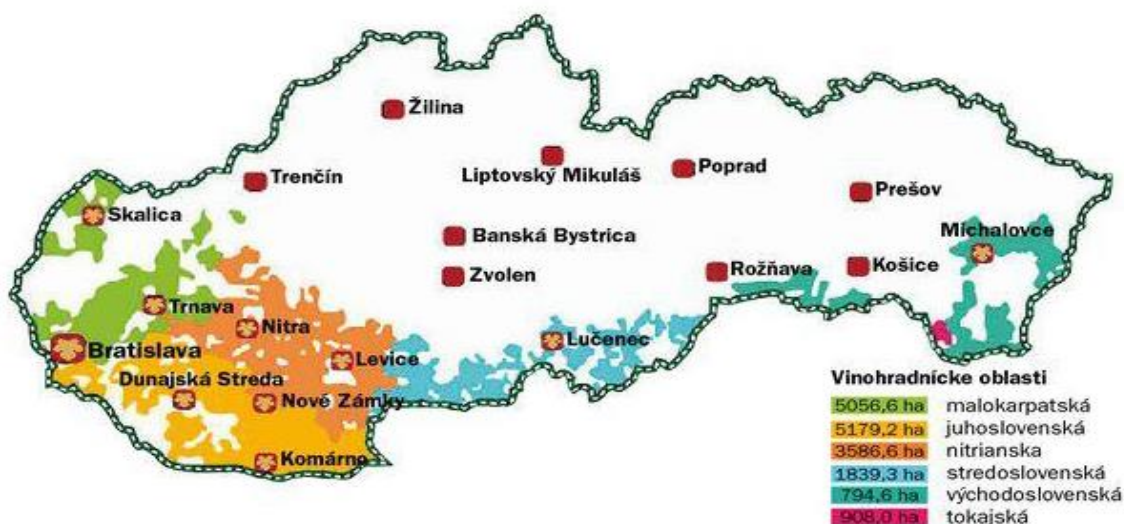 Žilina
Liptovský Mikuláš
Poprad
Trenčín
Prešov
Skalica
Banská Bystrica
Michalovce
Zvolen
Rožňava
Košice
Trnava
Nitra
Lučenec
Bratislava
Levice
Dunajská Streda
Nové Zámky
Komárno
Vinohradnícke oblasti
5056,6 ha malokarpatská
5179,2 ha juhoslovenská
3586,6 ha nitrianska
1839,3 ha stredoslovenská
794,6 ha východoslovenská
908,0 ha tokajská